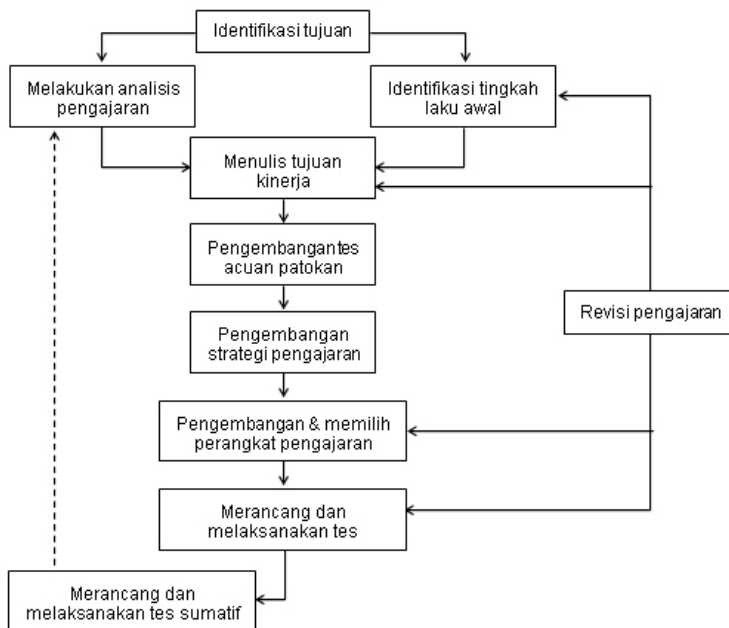 Identifikasi tujuan
Melakukan analisis
pengajaran
Identifikasi tingkah
laku awal
Menulis tujuan
kinerja
Pengembangantes
acuan patokan
Pengembangan
strategi pengajaran
Revisi pengajaran
Pengembangan & memilih
perangkat pengajaran
Merancang dan
melaksanakan tes
Merancang dan
melaksanakan tes sumatif